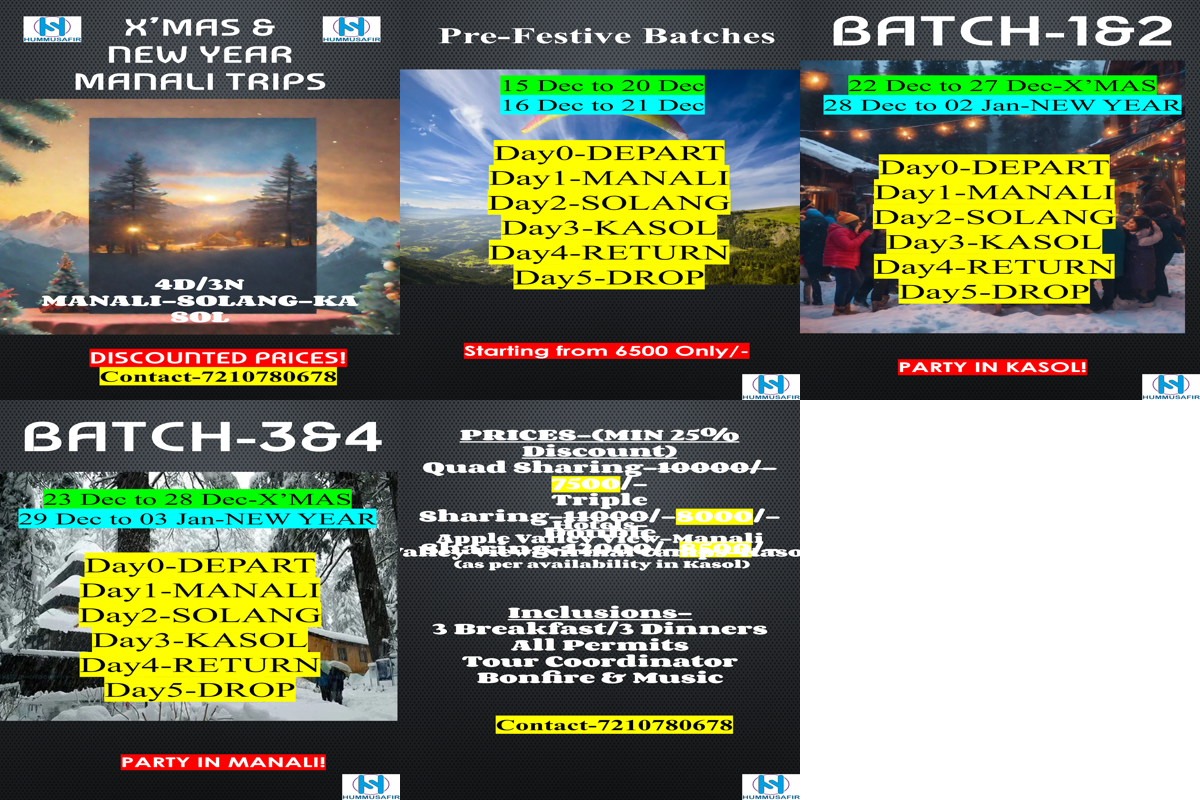 HUMMUSAFIR
HUMMUSAFIR
X'MAS &
NEW YEAR
MANALI TRIPS
4D/3N
MANALI-SOLANG-KA
SOL
DISCOUNTED PRICES!
Contact-7210780678
Pre-Festive Batches
15 Dec to 20 Dec
16 Dec to 21 Dec
Day0-DEPART
Day1-MANALI
Day2-SOLANG
Day3-KASOL
Day4-RETURN
Day5-DROP
Starting from 6500 Only/-
HUMMUSAFIR
BATCH-1&2
22 Dec to 27 Dec-X'MAS
28 Dec to 02 Jan-NEW YEAR
Day0-DEPART
Day1-MANALI
Day2-SOLANG
Day3-KASOL
Day4-RETURN
Day5-DROP
PARTY IN KASOL!
HUMMUSAFIR
BATCH-3&4
23 Dec to 28 Dec-X'MAS
29 Dec to 03 Jan-NEW YEAR
Day0-DEPART
Day1-MANALI
Day2-SOLANG
Day3-KASOL
Day4-RETURN
Day5-DROP
PARTY IN MANALI!
HUMMUSAFIR
PRICES-(MIN 25%
Discount)
Quad Sharing-10000/-
7500/-
Triple
Sharing-11000/-8000/-
Hotels-
Apple Valley View-Manali
(as per availability in Kasol)
Inclusions-
3 Breakfast/3 Dinners
All Permits
Tour Coordinator
Bonfire & Music
Contact-7210780678
HUMMUSAFIR